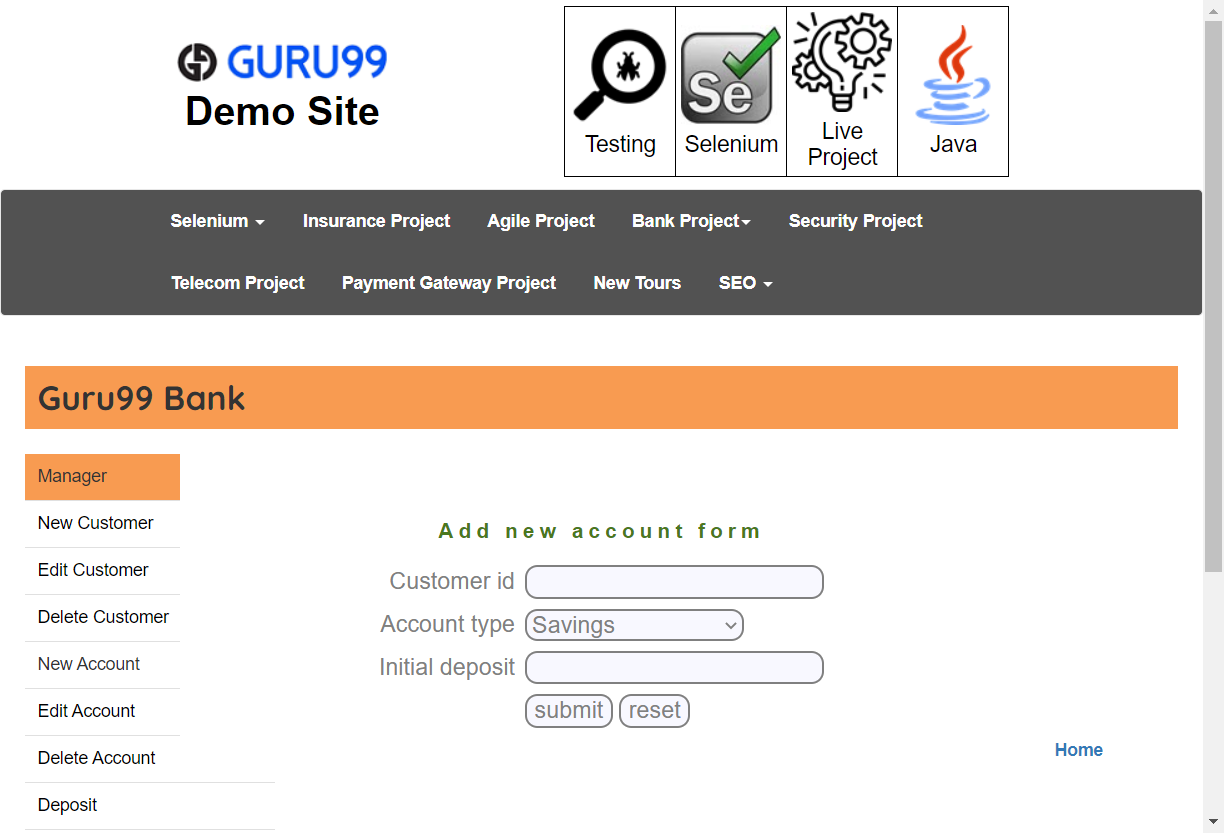 GURU99
Demo Site
Testing
Se
Selenium
Live
Project
Java
Selenium
Insurance Project
Agile Project
Bank Project
Security Project
Telecom Project
Payment Gateway Project
New Tours
SEO
Guru99 Bank
Manager
New Customer
Edit Customer
Delete Customer
New Account
Edit Account
Delete Account
Deposit
Add new account form
Customer id
Account type Savings
Initial deposit
submit reset
Home